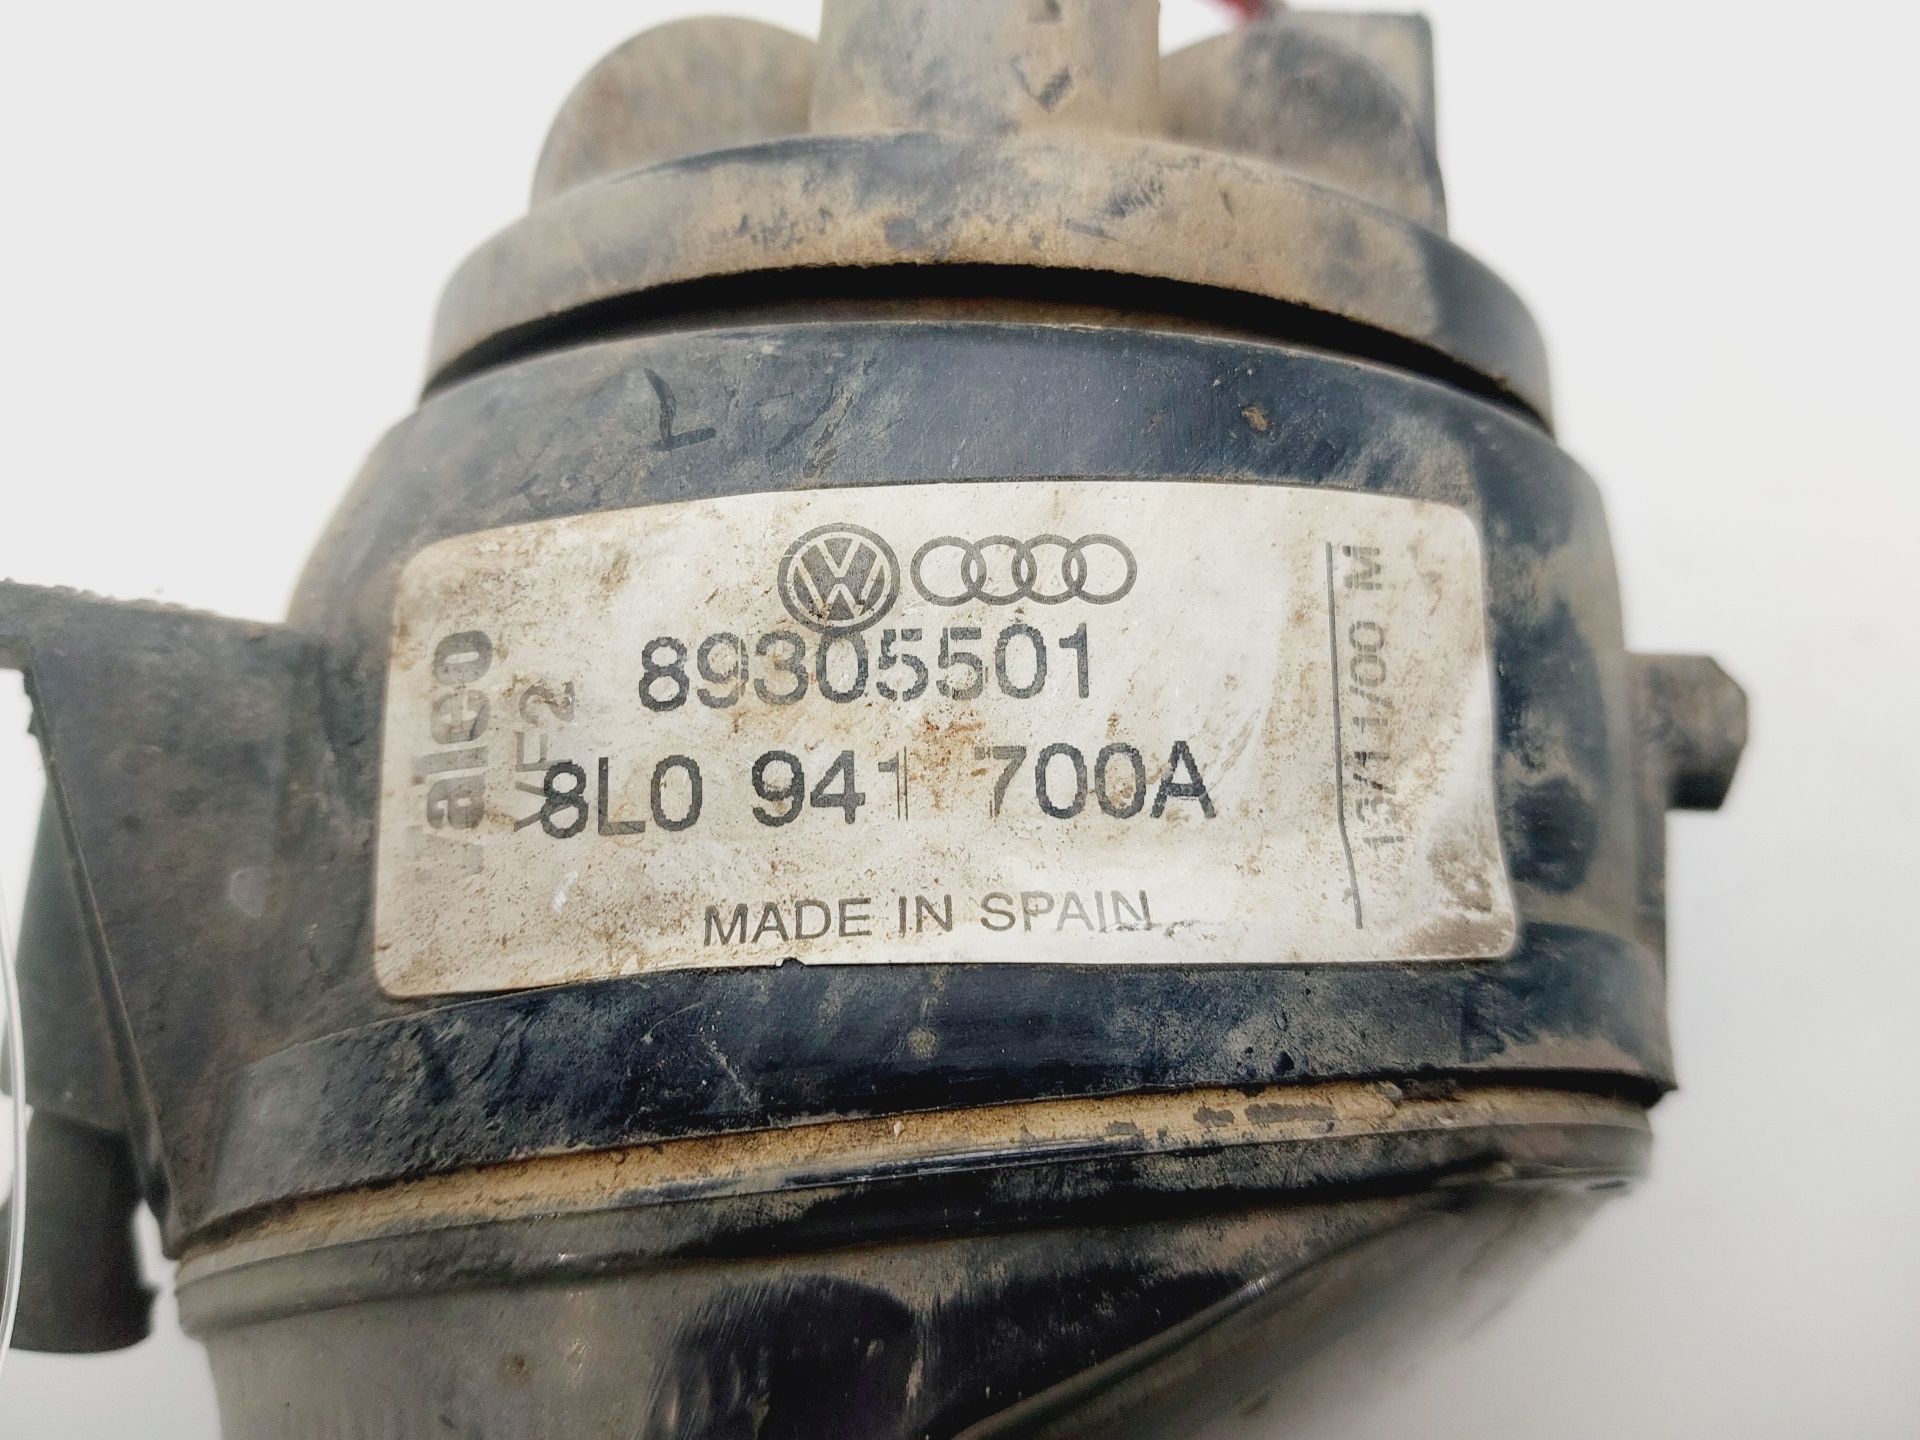 89305501
8L0 941 700A
MADE IN SPAIN
Valeo
VF2
13/11/00 M